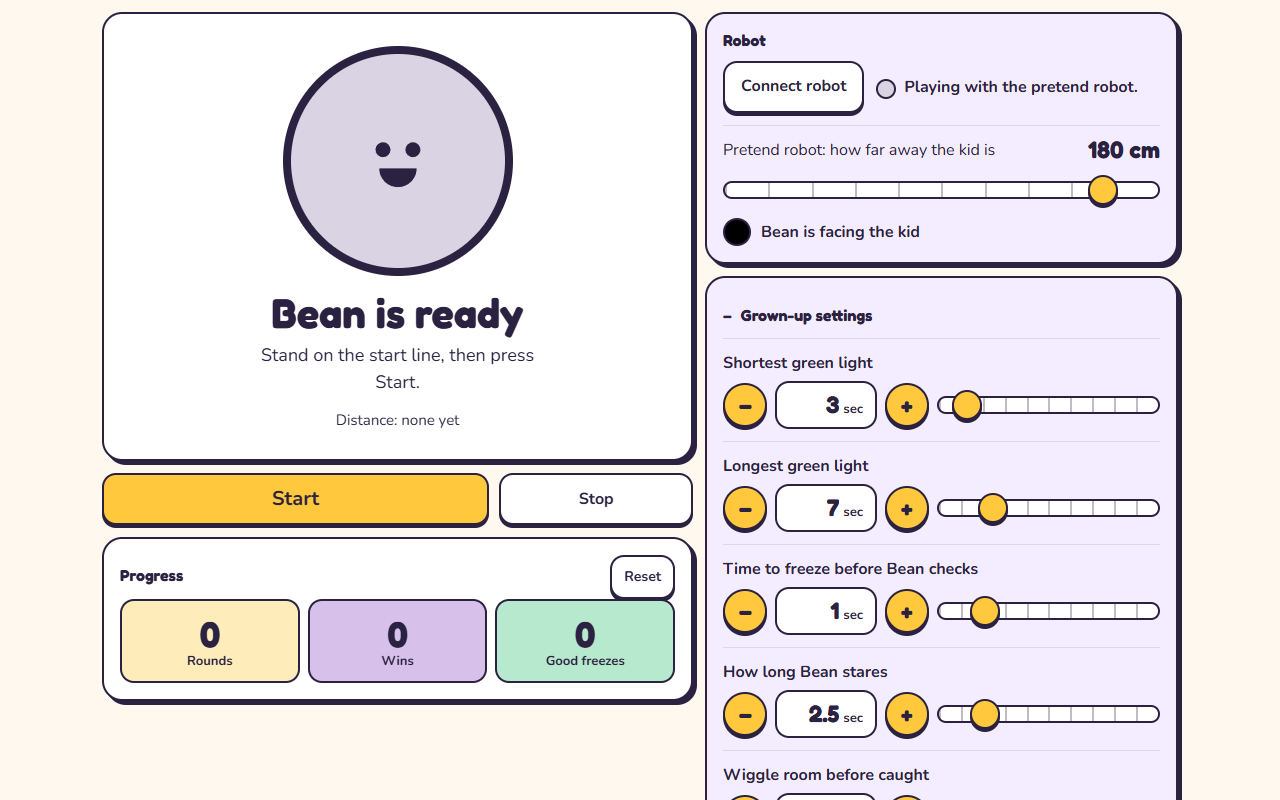 Bean is ready
Stand on the start line, then press
Start.
Distance: none yet
Start
Stop
Progress
Reset
0
Rounds
0
Wins
0
Good freezes
Robot
Connect robot
Playing with the pretend robot.
Pretend robot: how far away the kid is
180 cm
Bean is facing the kid
– Grown-up settings
Shortest green light
– 3 sec +
Longest green light
– 7 sec +
Time to freeze before Bean checks
– 1 sec +
How long Bean stares
– 2.5 sec +
Wiggle room before caught